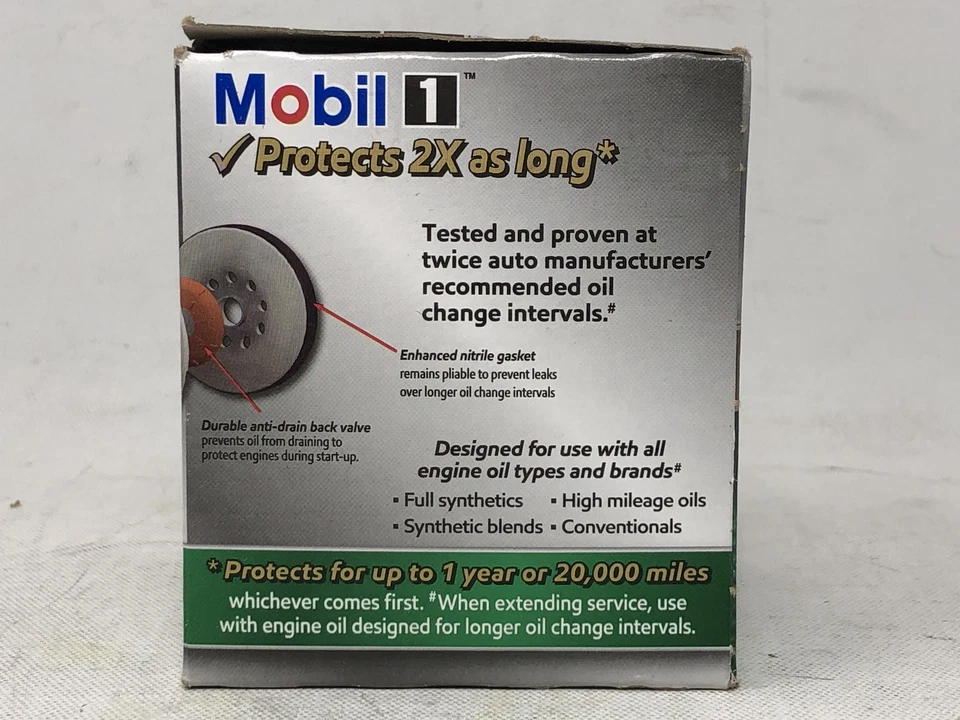 Mobil 1™
✓ Protects 2X as long*
Tested and proven at
twice auto manufacturers'
recommended oil
change intervals.#
Enhanced nitrile gasket
remains pliable to prevent leaks
over longer oil change intervals
Durable anti-drain back valve
prevents oil from draining to
protect engines during start-up.
Designed for use with all
engine oil types and brands#
▪ Full synthetics ▪ High mileage oils
▪ Synthetic blends ▪ Conventionals
*Protects for up to 1 year or 20,000 miles
whichever comes first. #When extending service, use
with engine oil designed for longer oil change intervals.